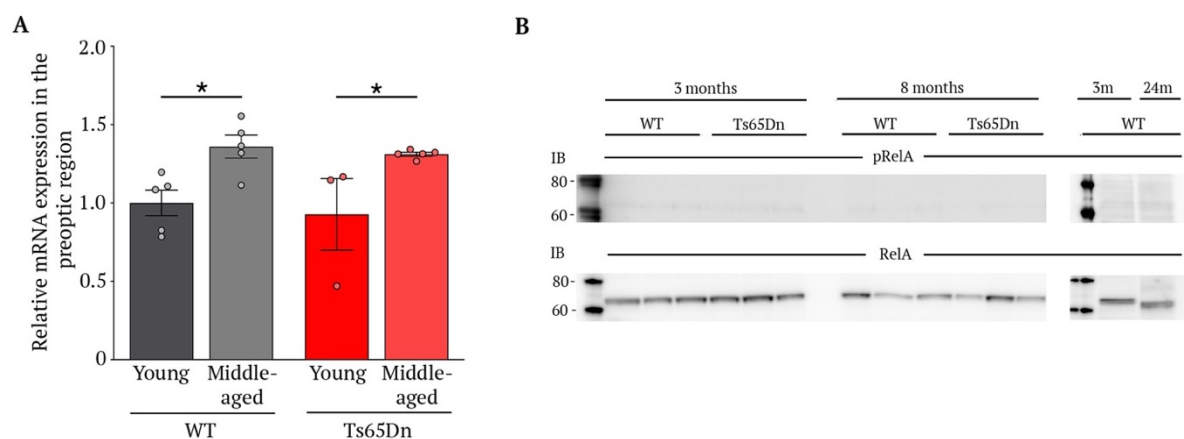 A
Relative mRNA expression in the
preoptic region
2.0
1.5
1.0
0.5
0
*
*
Young
Middle-
aged
Young
Middle-
aged
WT
Ts65Dn
B
3 months
8 months
3m
24m
WT
Ts65Dn
WT
Ts65Dn
WT
IB
pRelA
80 -
60 -
IB
RelA
80 -
60 -